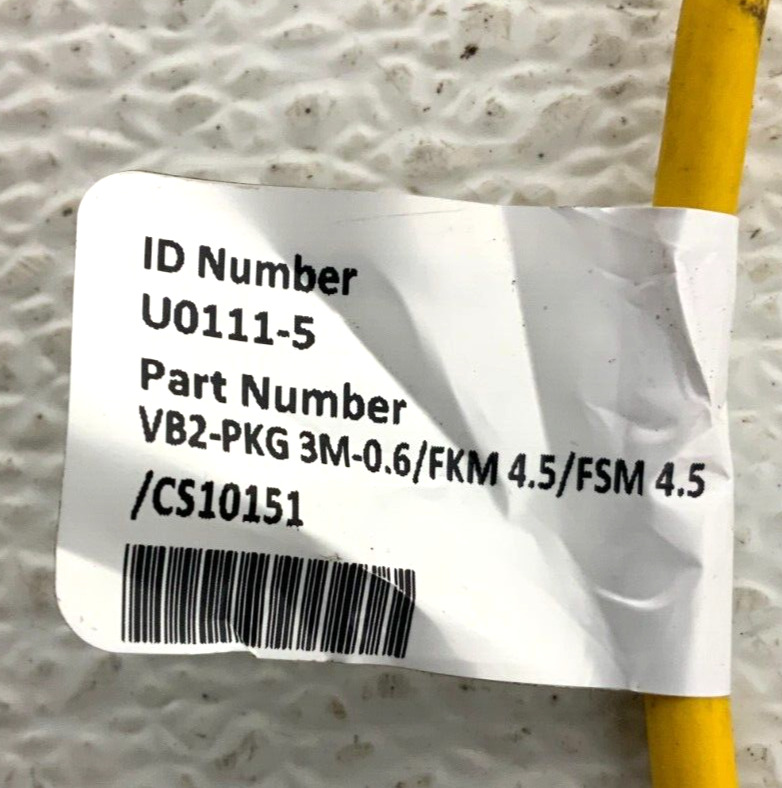 ID Number
U0111-5
Part Number
VB2-PKG 3M-0.6/FKM 4.5/FSM 4.5
/CS10151